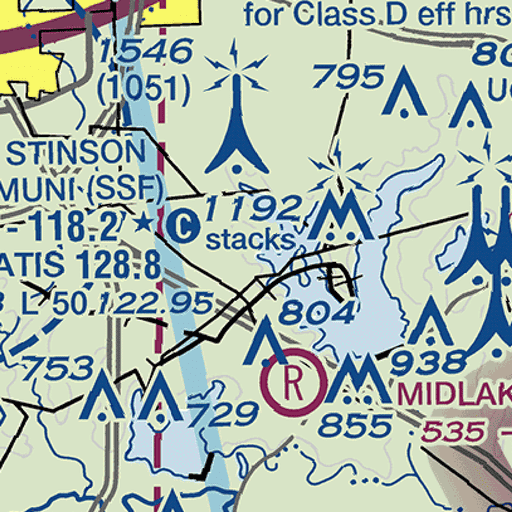 for Class D eff hrs
1546
(1051)
795
80
STINSON
MUNI (SSF)
118.2 C
ATIS 128.8
L 50 122.95
1192
stacks
804
753
729
R
938
855
MIDLAK
535 -